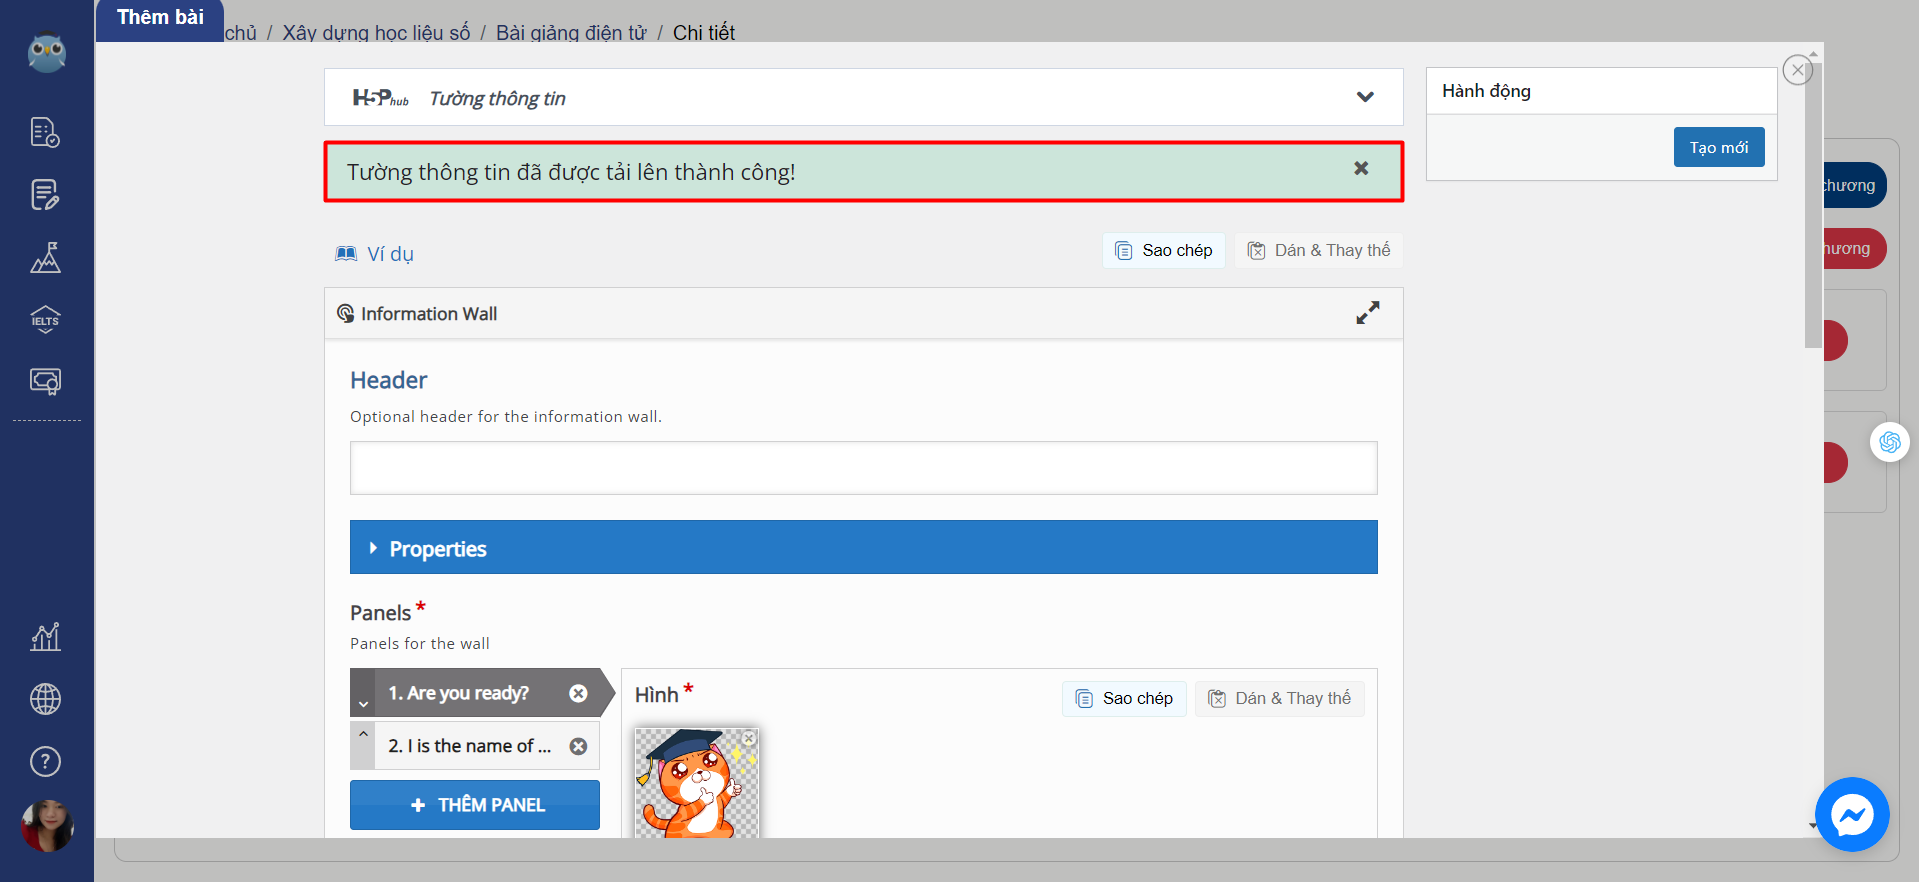 Thêm bài
chủ / Xây dựng học liệu số / Bài giảng điện tử / Chi tiết
H5P hub Tường thông tin
Hành động
Tạo mới
Tường thông tin đã được tải lên thành công!
Ví dụ
Sao chép
Dán & Thay thế
Information Wall
Header
Optional header for the information wall.
Properties
Panels *
Panels for the wall
1. Are you ready?
2. I is the name of ...
THÊM PANEL
Hình *
Sao chép
Dán & Thay thế
IELTS
chương
hương